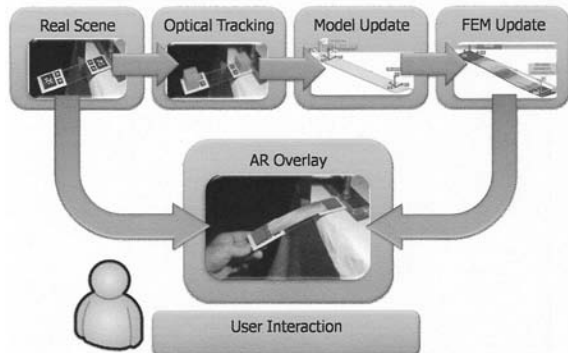 Real Scene
Optical Tracking
Model Update
FEM Update
AR Overlay
User Interaction